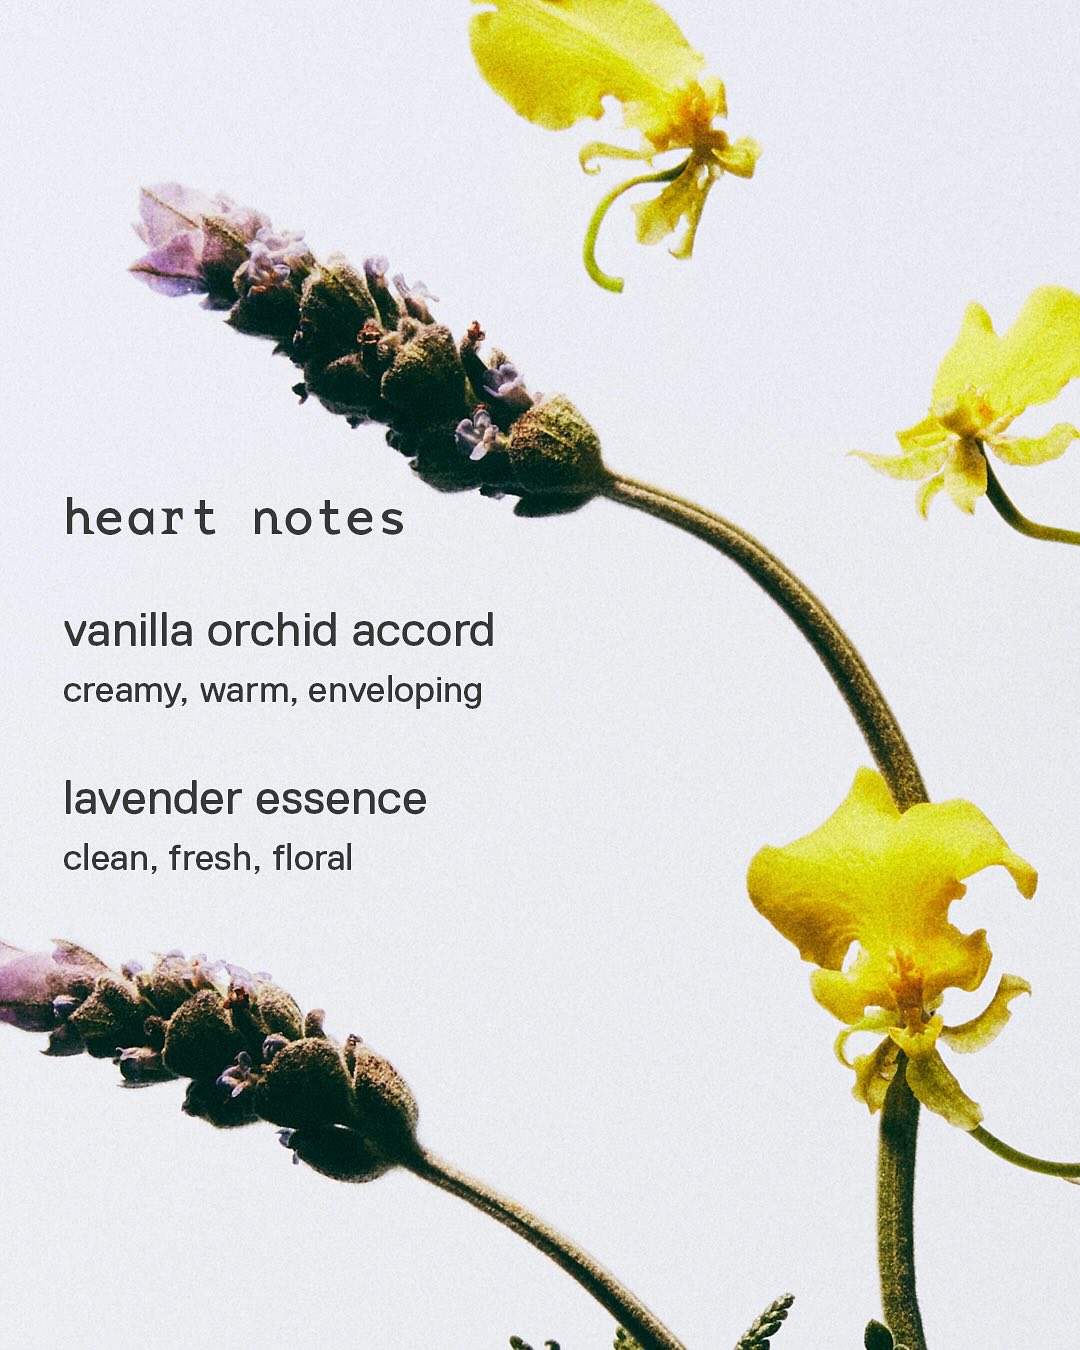 heart notes
vanilla orchid accord
creamy, warm, enveloping
lavender essence
clean, fresh, floral